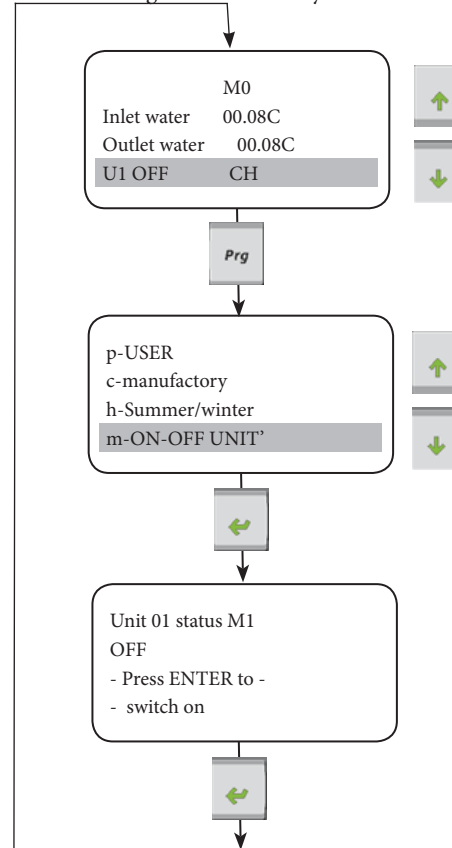 M0
Inlet water 00.08C
Outlet water 00.08C
U1 OFF CH
Prg
p-USER
c-manufactory
h-Summer/winter
m-ON-OFF UNIT'
Unit 01 status M1
OFF
- Press ENTER to -
- switch on